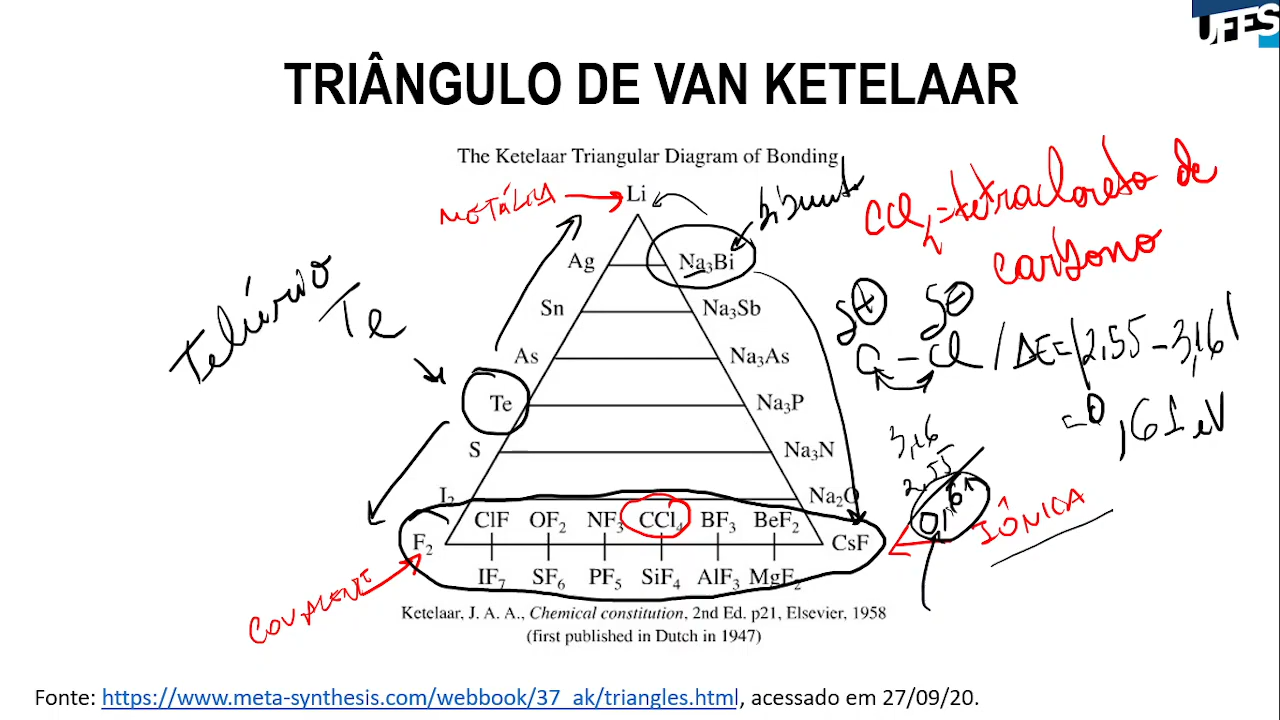 UFES
TRIÂNGULO DE VAN KETELAAR
The Ketelaar Triangular Diagram of Bonding
METÁLICA
Li
Bismuto
CCl4 = tetracloreto de
carbono
Ag
Na3Bi
Telúrio
Te
Sn
Na3Sb
δ+ δ-
C - Cl / ΔE = |2,55 - 3,16|
= 0,61 eV
As
Na3As
Te
Na3P
S
Na3N
3,16
2,55
0,61
I2
Na2O
IÔNICA
ClF OF2 NF3 CCl4 BF3 BeF2
F2
CsF
IF7 SF6 PF5 SiF4 AlF3 MgF2
COVALENTE
Ketelaar, J. A. A., Chemical constitution, 2nd Ed. p21, Elsevier, 1958
(first published in Dutch in 1947)
Fonte: https://www.meta-synthesis.com/webbook/37_ak/triangles.html, acessado em 27/09/20.